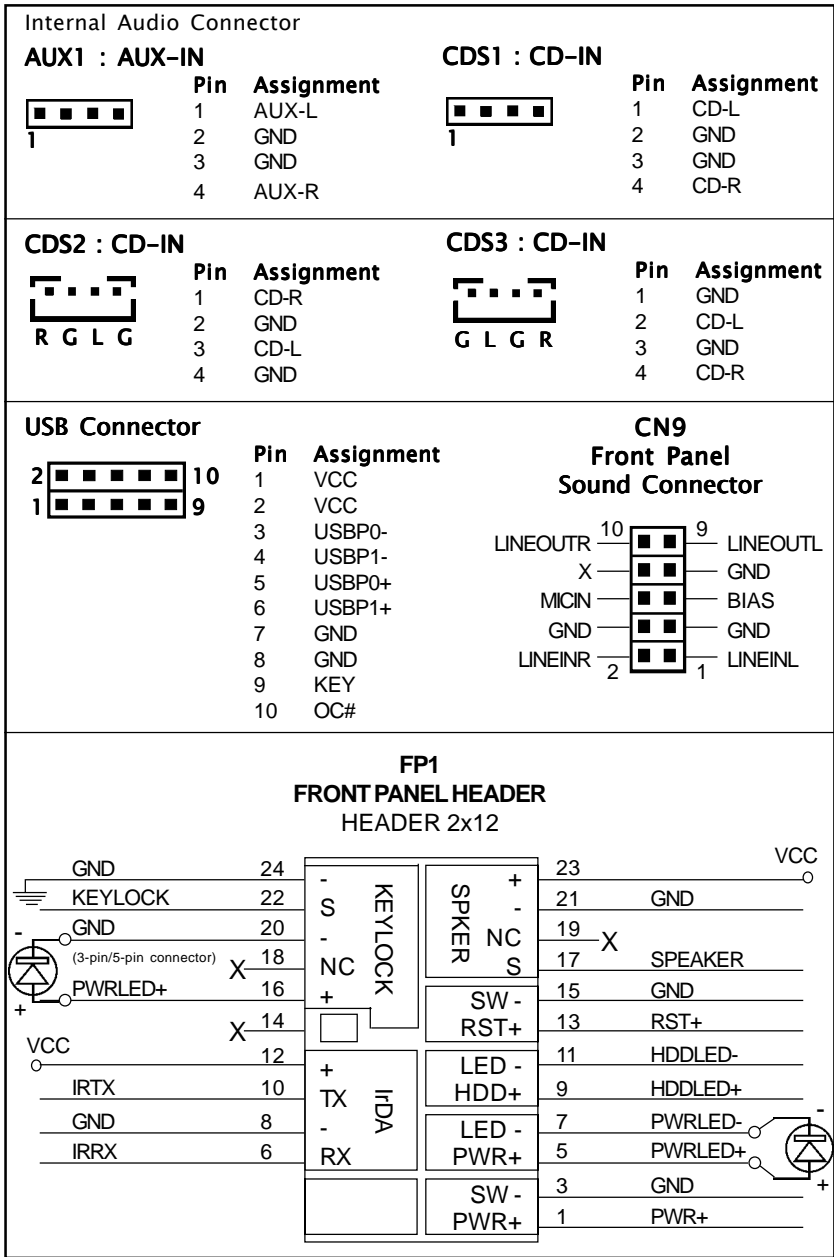 Internal Audio Connector
AUX1 : AUX-IN
Pin Assignment
1 AUX-L
2 GND
3 GND
4 AUX-R
1
CDS1 : CD-IN
Pin Assignment
1 CD-L
2 GND
3 GND
4 CD-R
1
CDS2 : CD-IN
Pin Assignment
1 CD-R
2 GND
3 CD-L
4 GND
R G L G
CDS3 : CD-IN
Pin Assignment
1 GND
2 CD-L
3 GND
4 CD-R
G L G R
USB Connector
2 10
1 9
Pin Assignment
1 VCC
2 VCC
3 USBP0-
4 USBP1-
5 USBP0+
6 USBP1+
7 GND
8 GND
9 KEY
10 OC#
CN9
Front Panel
Sound Connector
LINEOUTR 10 9 LINEOUTL
X GND
MICIN BIAS
GND GND
LINEINR 2 1 LINEINL
FP1
FRONT PANEL HEADER
HEADER 2x12
GND 24 -
KEYLOCK 22 S
- GND 20 -
(3-pin/5-pin connector) X 18 NC
+ PWRLED+ 16 +
KEYLOCK
X 14
VCC 12 +
IRTX 10 TX
GND 8 -
IRRX 6 RX
IrDA
SPKER
+ 23 VCC
- 21 GND
NC 19 X
S 17 SPEAKER
SW - 15 GND
RST+ 13 RST+
LED - 11 HDDLED-
HDD+ 9 HDDLED+
LED - 7 PWRLED- -
PWR+ 5 PWRLED+ +
SW - 3 GND
PWR+ 1 PWR+